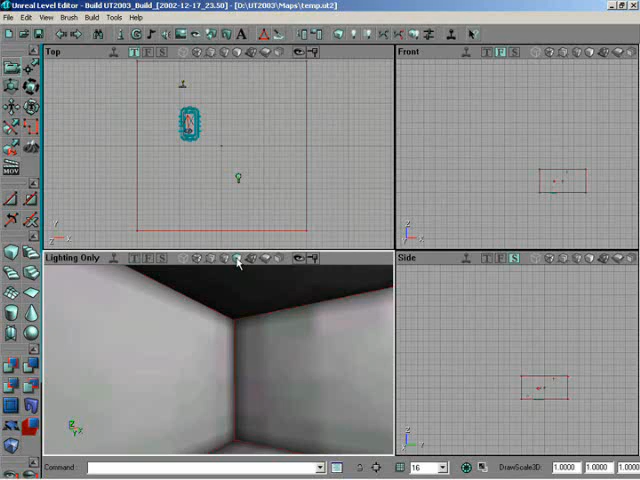 Unreal Level Editor - Build UT2003_Build_[2002-12-17_23.50] - [D:\UT2003\Maps\temp.ut2]
File Edit View Brush Build Tools Help
Top T F S
Front T F S
Y
Z X
Z
Y X
Lighting Only T F S
Side T F S
MOV
Z
Y X
Z
X Y
Command : 16 DrawScale3D: 1.0000 1.0000 1.0000